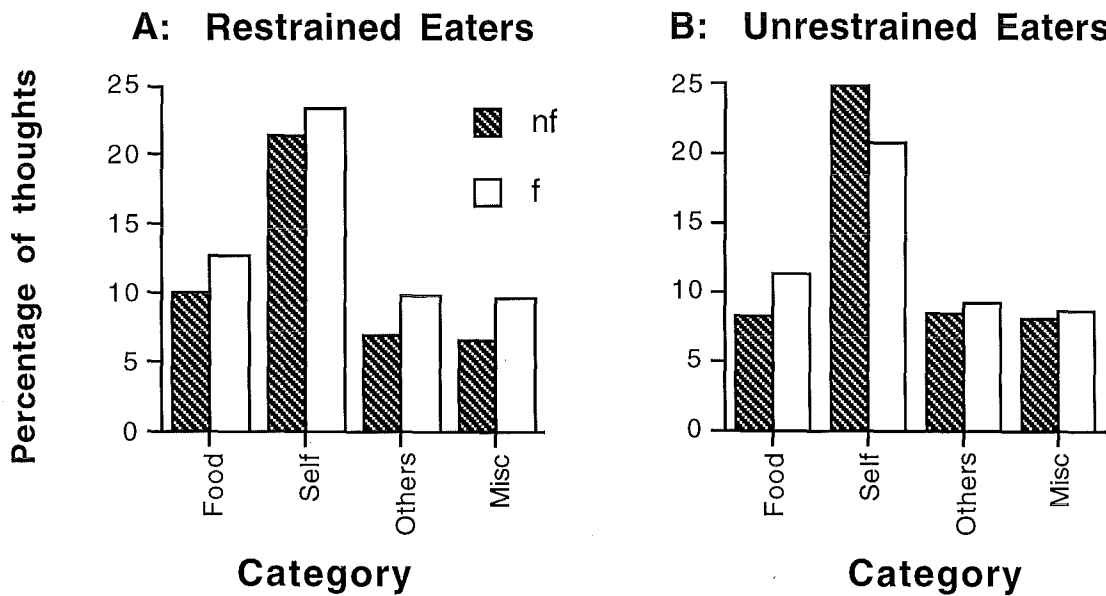 A: Restrained Eaters
B: Unrestrained Eaters
Percentage of thoughts
25
20
15
10
5
0
nf
f
Food
Self
Others
Misc
Category
25
20
15
10
5
0
Food
Self
Others
Misc
Category